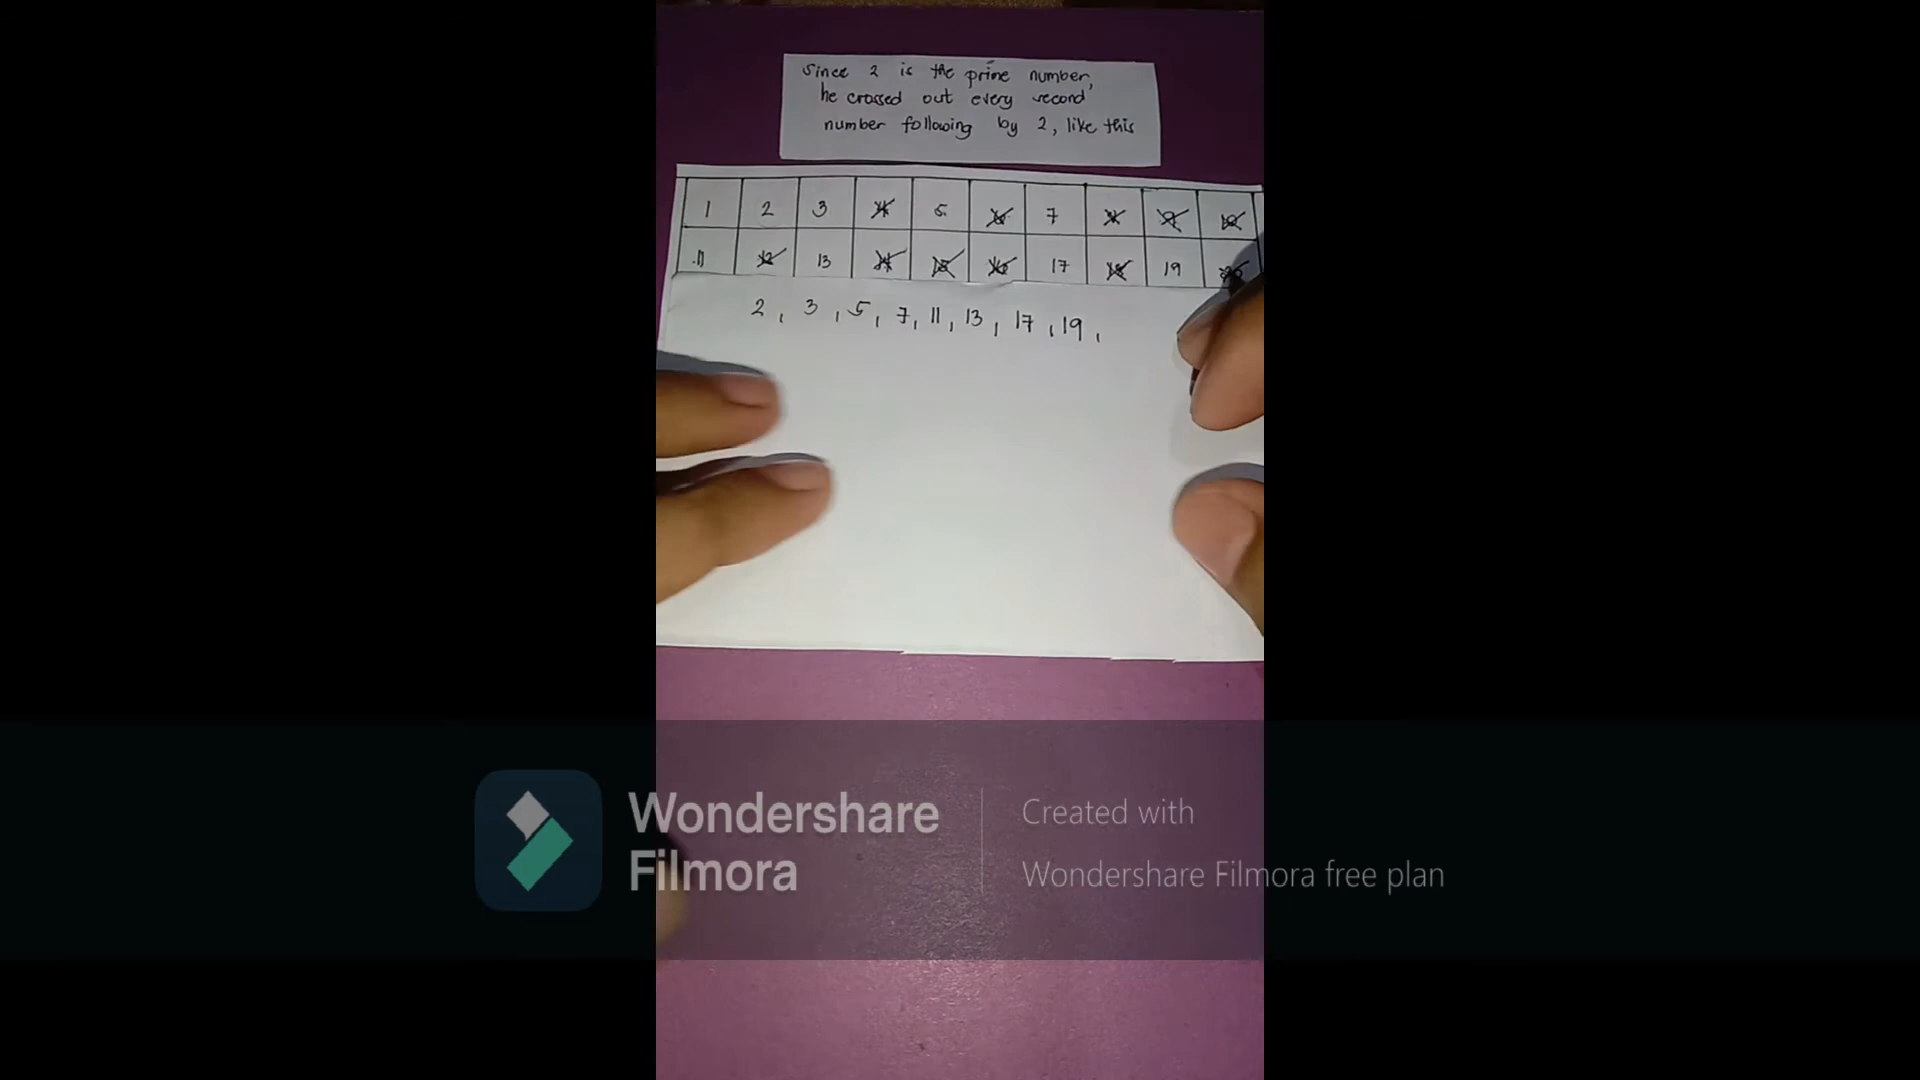 Since 2 is the prime number,
he crossed out every second
number following by 2, like this
1 2 3 4 5 6 7 8 9 10
11 12 13 14 15 16 17 18 19 20
2, 3, 5, 7, 11, 13, 17, 19,
Wondershare
Filmora
Created with
Wondershare Filmora free plan